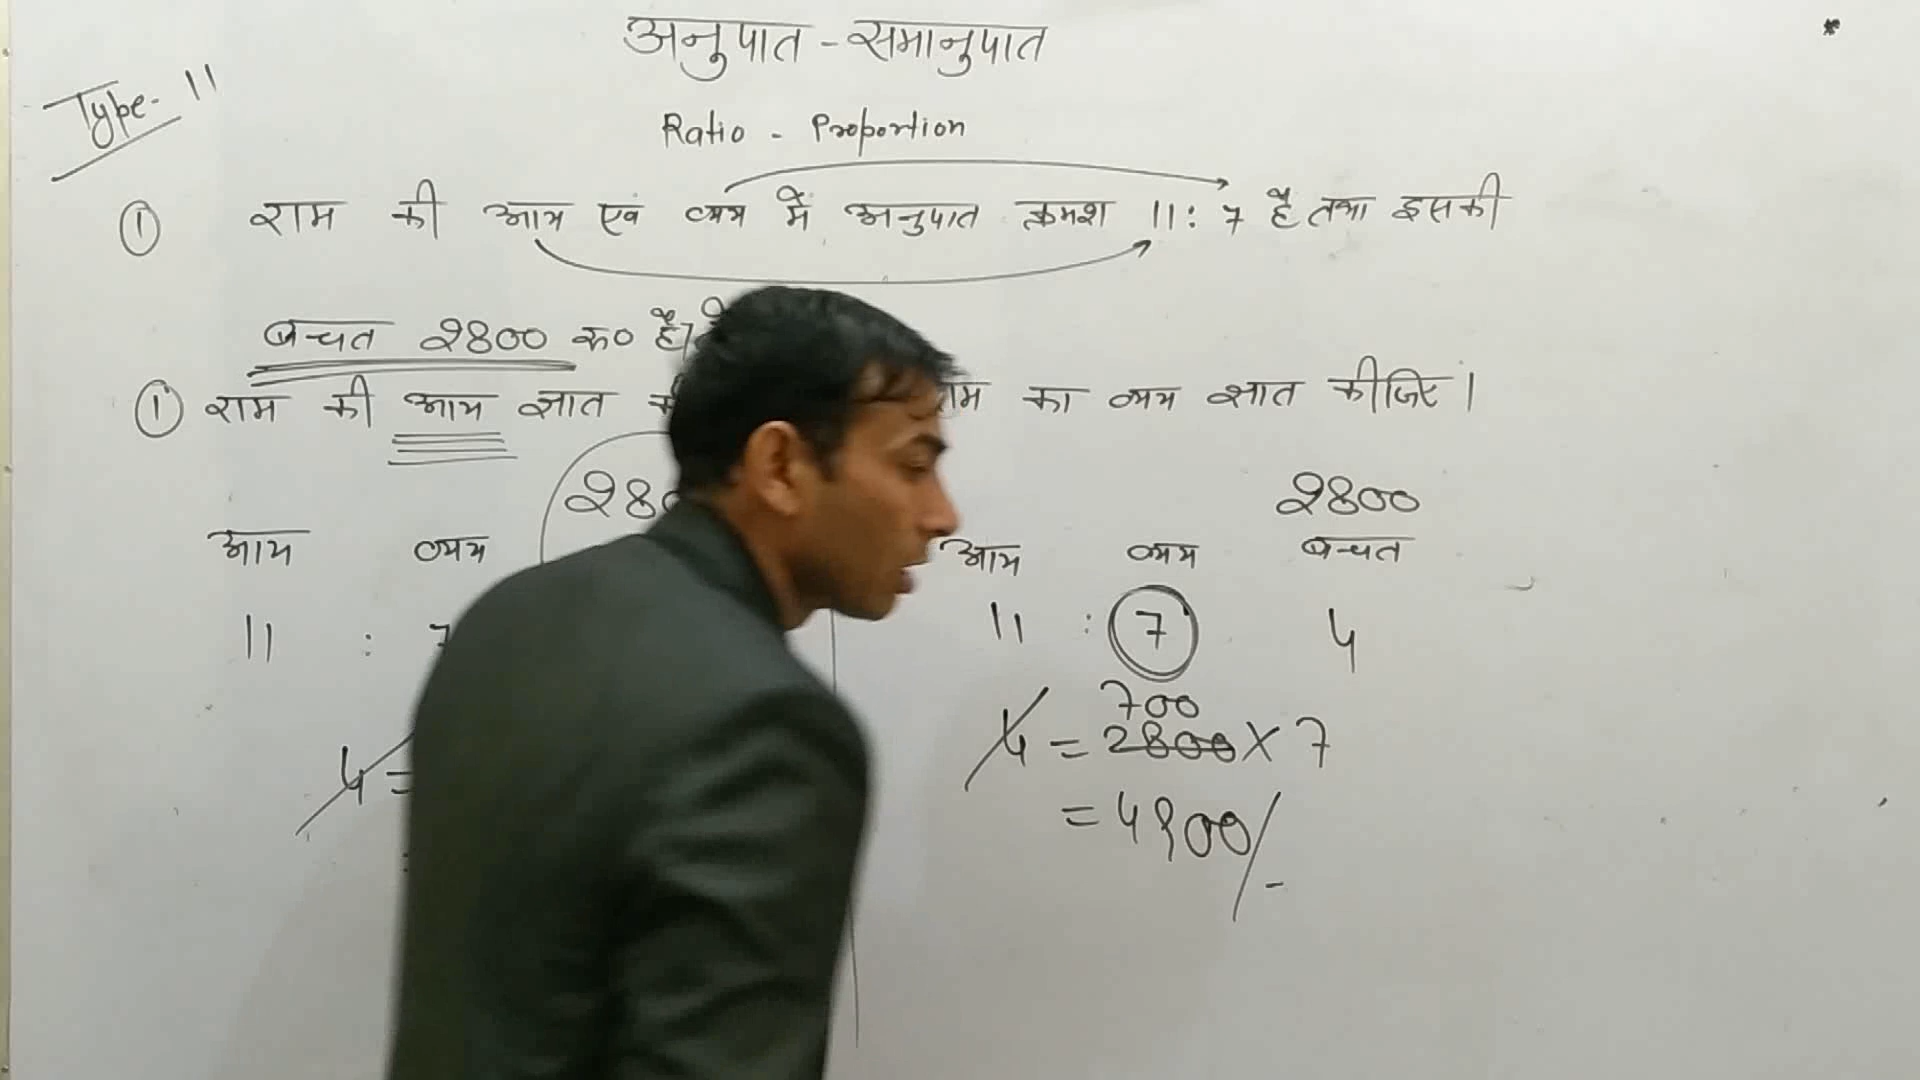 अनुपात - समानुपात
Type- 11
Ratio - Proportion
① राम की आय एवं व्यय में अनुपात क्रमश 11 : 7 है तथा इसकी
बचत 2800 रू० है।
① राम की आय ज्ञात का व्यय ज्ञात कीजिए।
2800
आय व्यय आय व्यय बचत
11 : 7 11 : 7 4
700
4 = 4 = 2800 × 7
= 4900/-